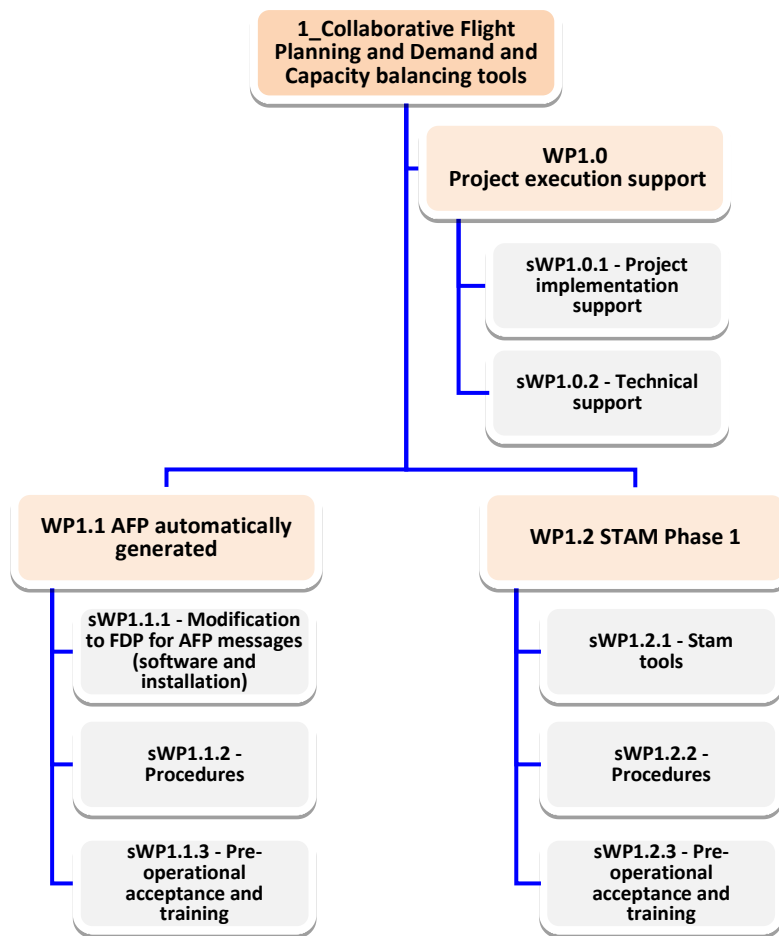 1_Collaborative Flight
Planning and Demand and
Capacity balancing tools
WP1.0
Project execution support
sWP1.0.1 - Project
implementation
support
sWP1.0.2 - Technical
support
WP1.1 AFP automatically
generated
sWP1.1.1 - Modification
to FDP for AFP messages
(software and
installation)
sWP1.1.2 -
Procedures
sWP1.1.3 - Pre-
operational
acceptance and
training
WP1.2 STAM Phase 1
sWP1.2.1 - Stam
tools
sWP1.2.2 -
Procedures
sWP1.2.3 - Pre-
operational
acceptance and
training